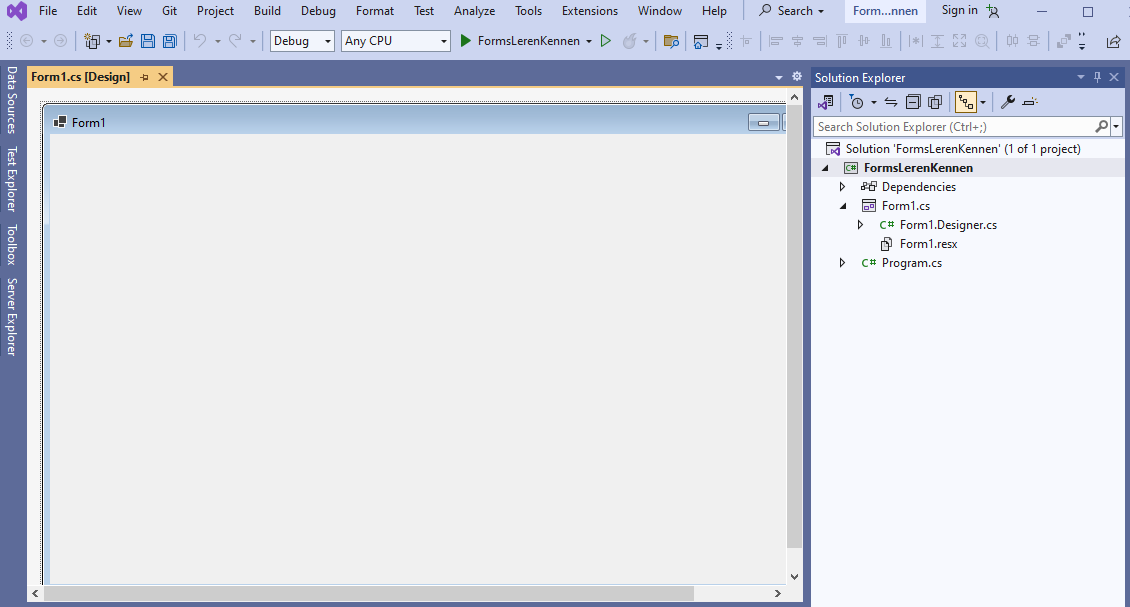 File Edit View Git Project Build Debug Format Test Analyze Tools Extensions Window Help Search Form...nnen Sign in
Debug Any CPU FormsLerenKennen
Data Sources
Test Explorer
Toolbox
Server Explorer
Form1.cs [Design]
Form1
Solution Explorer
Search Solution Explorer (Ctrl+;)
Solution 'FormsLerenKennen' (1 of 1 project)
C# FormsLerenKennen
Dependencies
Form1.cs
C# Form1.Designer.cs
Form1.resx
C# Program.cs